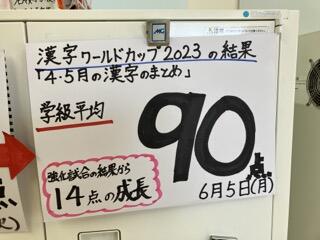 漢字ワールドカップ2023の結果
「4・5月の漢字のまとめ」
学級平均
90点
強化試合の結果から
14点の成長
6月5日(月)
点